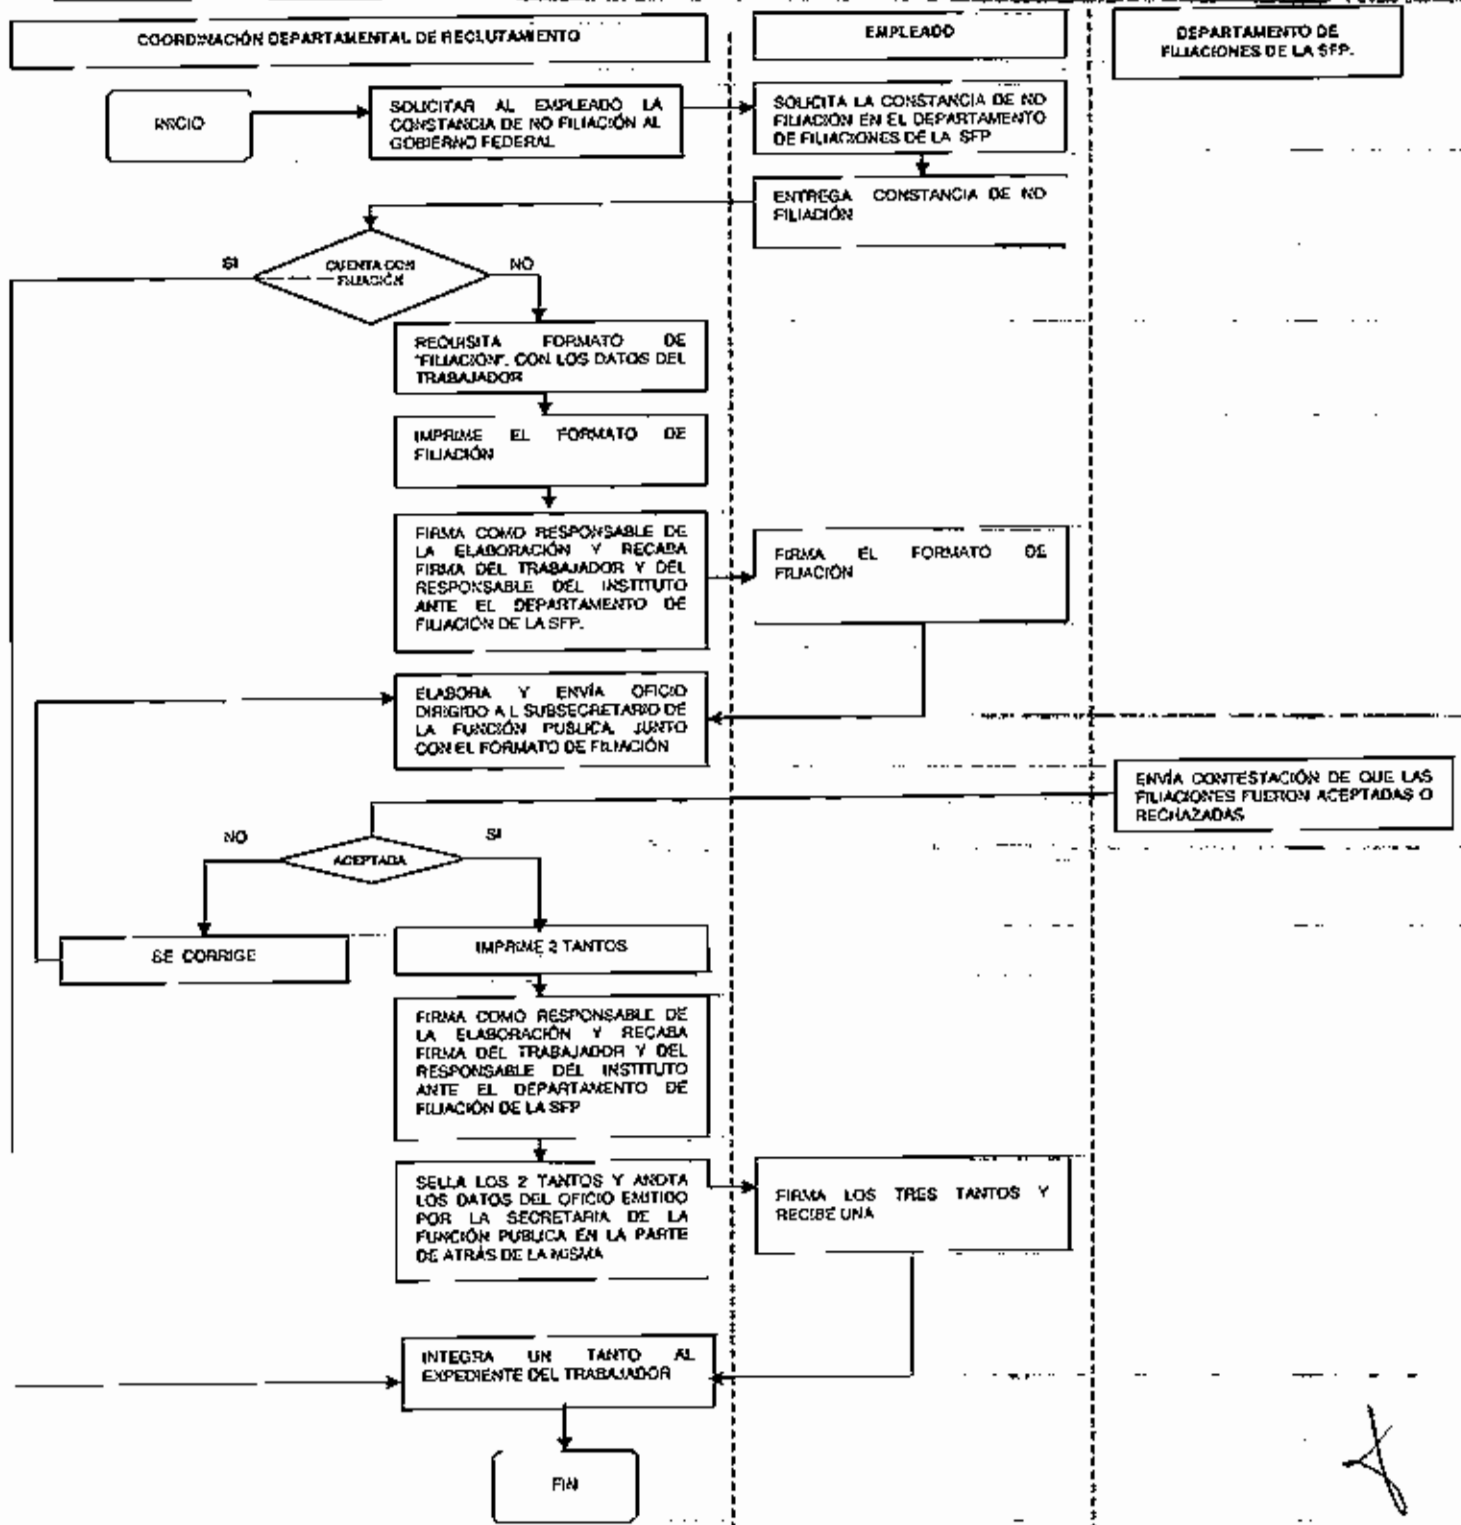 COORDINACIÓN DEPARTAMENTAL DE RECLUTAMIENTO
EMPLEADO
DEPARTAMENTO DE
FILIACIONES DE LA SFP.
INICIO
SOLICITAR AL EMPLEADO LA
CONSTANCIA DE NO FILIACIÓN AL
GOBIERNO FEDERAL
SOLICITA LA CONSTANCIA DE NO
FILIACIÓN EN EL DEPARTAMENTO
DE FILIACIONES DE LA SFP
ENTREGA CONSTANCIA DE NO
FILIACIÓN
SI
CUENTA CON
FILIACIÓN
NO
REQUISITA FORMATO DE
"FILIACIÓN", CON LOS DATOS DEL
TRABAJADOR
IMPRIME EL FORMATO DE
FILIACIÓN
FIRMA COMO RESPONSABLE DE
LA ELABORACIÓN Y RECABA
FIRMA DEL TRABAJADOR Y DEL
RESPONSABLE DEL INSTITUTO
ANTE EL DEPARTAMENTO DE
FILIACIÓN DE LA SFP.
FIRMA EL FORMATO DE
FILIACIÓN
ELABORA Y ENVÍA OFICIO
DIRIGIDO A L SUBSECRETARIO DE
LA FUNCIÓN PUBLICA, JUNTO
CON EL FORMATO DE FILIACIÓN
ENVÍA CONTESTACIÓN DE QUE LAS
FILIACIONES FUERON ACEPTADAS O
RECHAZADAS
NO
ACEPTADA
SI
SE CORRIGE
IMPRIME 2 TANTOS
FIRMA COMO RESPONSABLE DE
LA ELABORACIÓN Y RECABA
FIRMA DEL TRABAJADOR Y DEL
RESPONSABLE DEL INSTITUTO
ANTE EL DEPARTAMENTO DE
FILIACIÓN DE LA SFP
SELLA LOS 2 TANTOS Y ANOTA
LOS DATOS DEL OFICIO EMITIDO
POR LA SECRETARIA DE LA
FUNCIÓN PUBLICA EN LA PARTE
DE ATRÁS DE LA MISMA
FIRMA LOS TRES TANTOS Y
RECIBE UNA
INTEGRA UN TANTO AL
EXPEDIENTE DEL TRABAJADOR
FIN